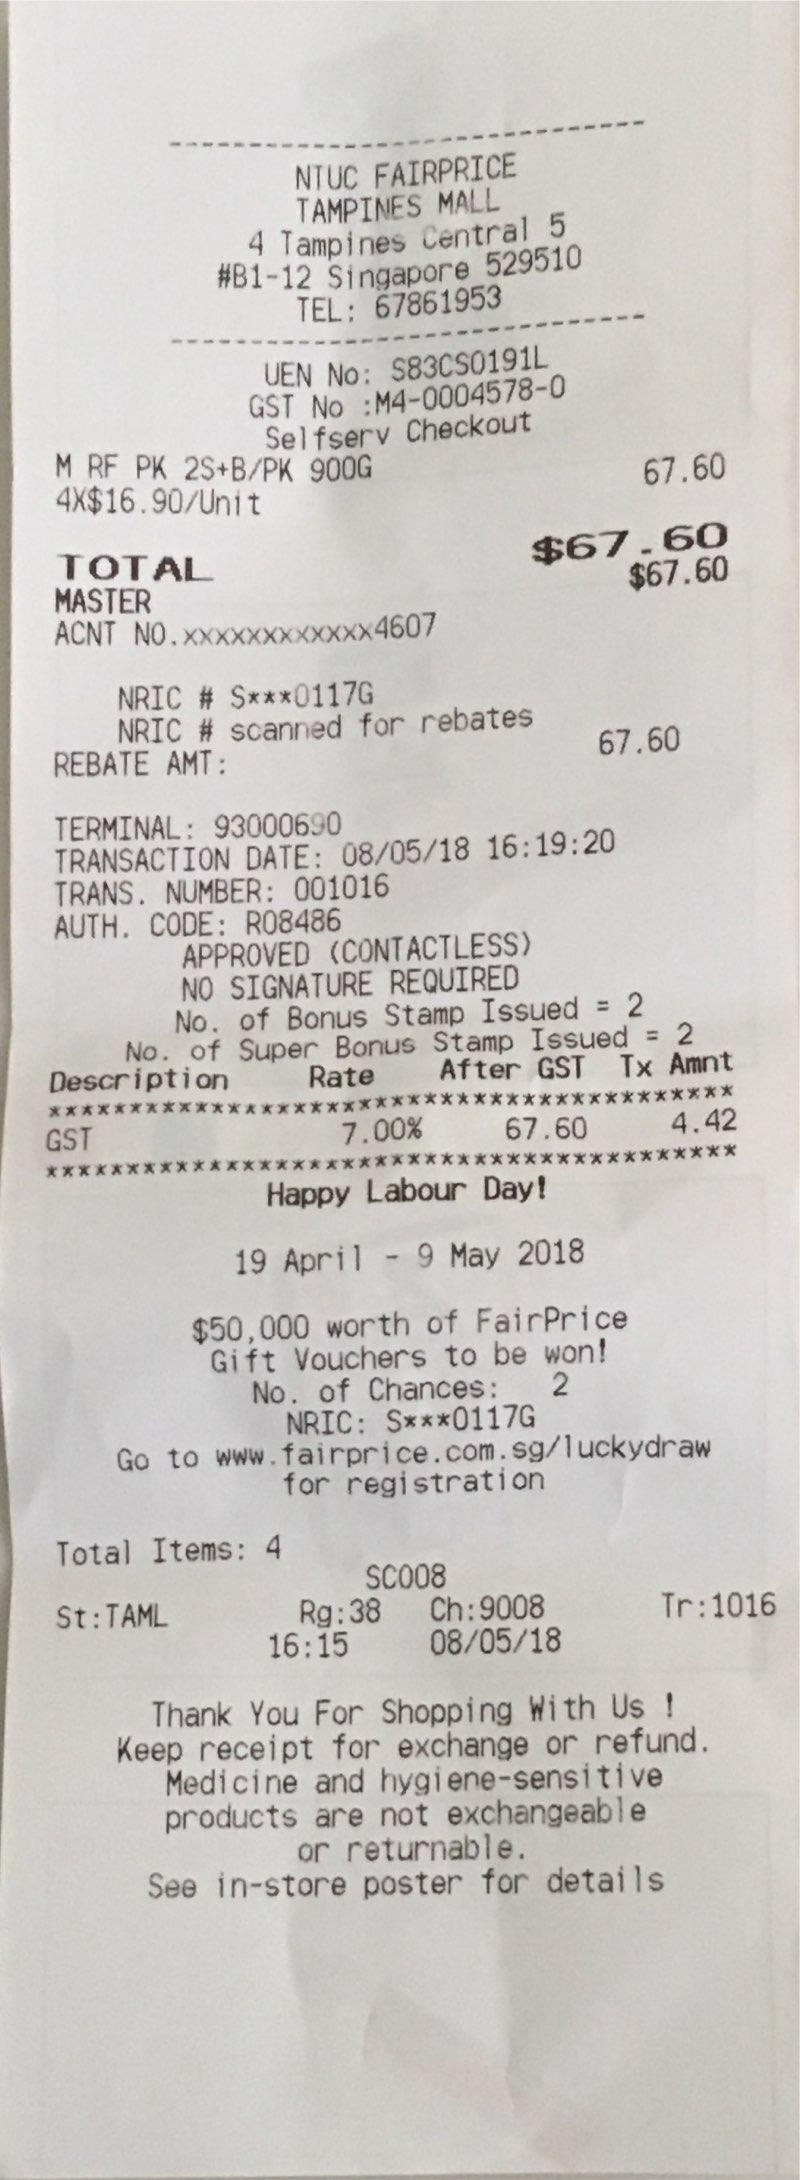 NTUC FAIRPRICE
TAMPINES MALL
4 Tampines Central 5
#B1-12 Singapore 529510
TEL: 67861953
UEN No: S83CS0191L
GST No :M4-0004578-0
Selfserv Checkout
M RF PK 2S+B/PK 900G 67.60
4X$16.90/Unit
TOTAL $67.60
MASTER $67.60
ACNT NO.xxxxxxxxxxxx4607
NRIC # S***0117G
NRIC # scanned for rebates
REBATE AMT: 67.60
TERMINAL: 93000690
TRANSACTION DATE: 08/05/18 16:19:20
TRANS. NUMBER: 001016
AUTH. CODE: R08486
APPROVED (CONTACTLESS)
NO SIGNATURE REQUIRED
No. of Bonus Stamp Issued = 2
No. of Super Bonus Stamp Issued = 2
Description Rate After GST Tx Amnt
*******************************************
GST 7.00% 67.60 4.42
*******************************************
Happy Labour Day!
19 April - 9 May 2018
$50,000 worth of FairPrice
Gift Vouchers to be won!
No. of Chances: 2
NRIC: S***0117G
Go to www.fairprice.com.sg/luckydraw
for registration
Total Items: 4
SC008
St:TAML Rg:38 Ch:9008 Tr:1016
16:15 08/05/18
Thank You For Shopping With Us !
Keep receipt for exchange or refund.
Medicine and hygiene-sensitive
products are not exchangeable
or returnable.
See in-store poster for details